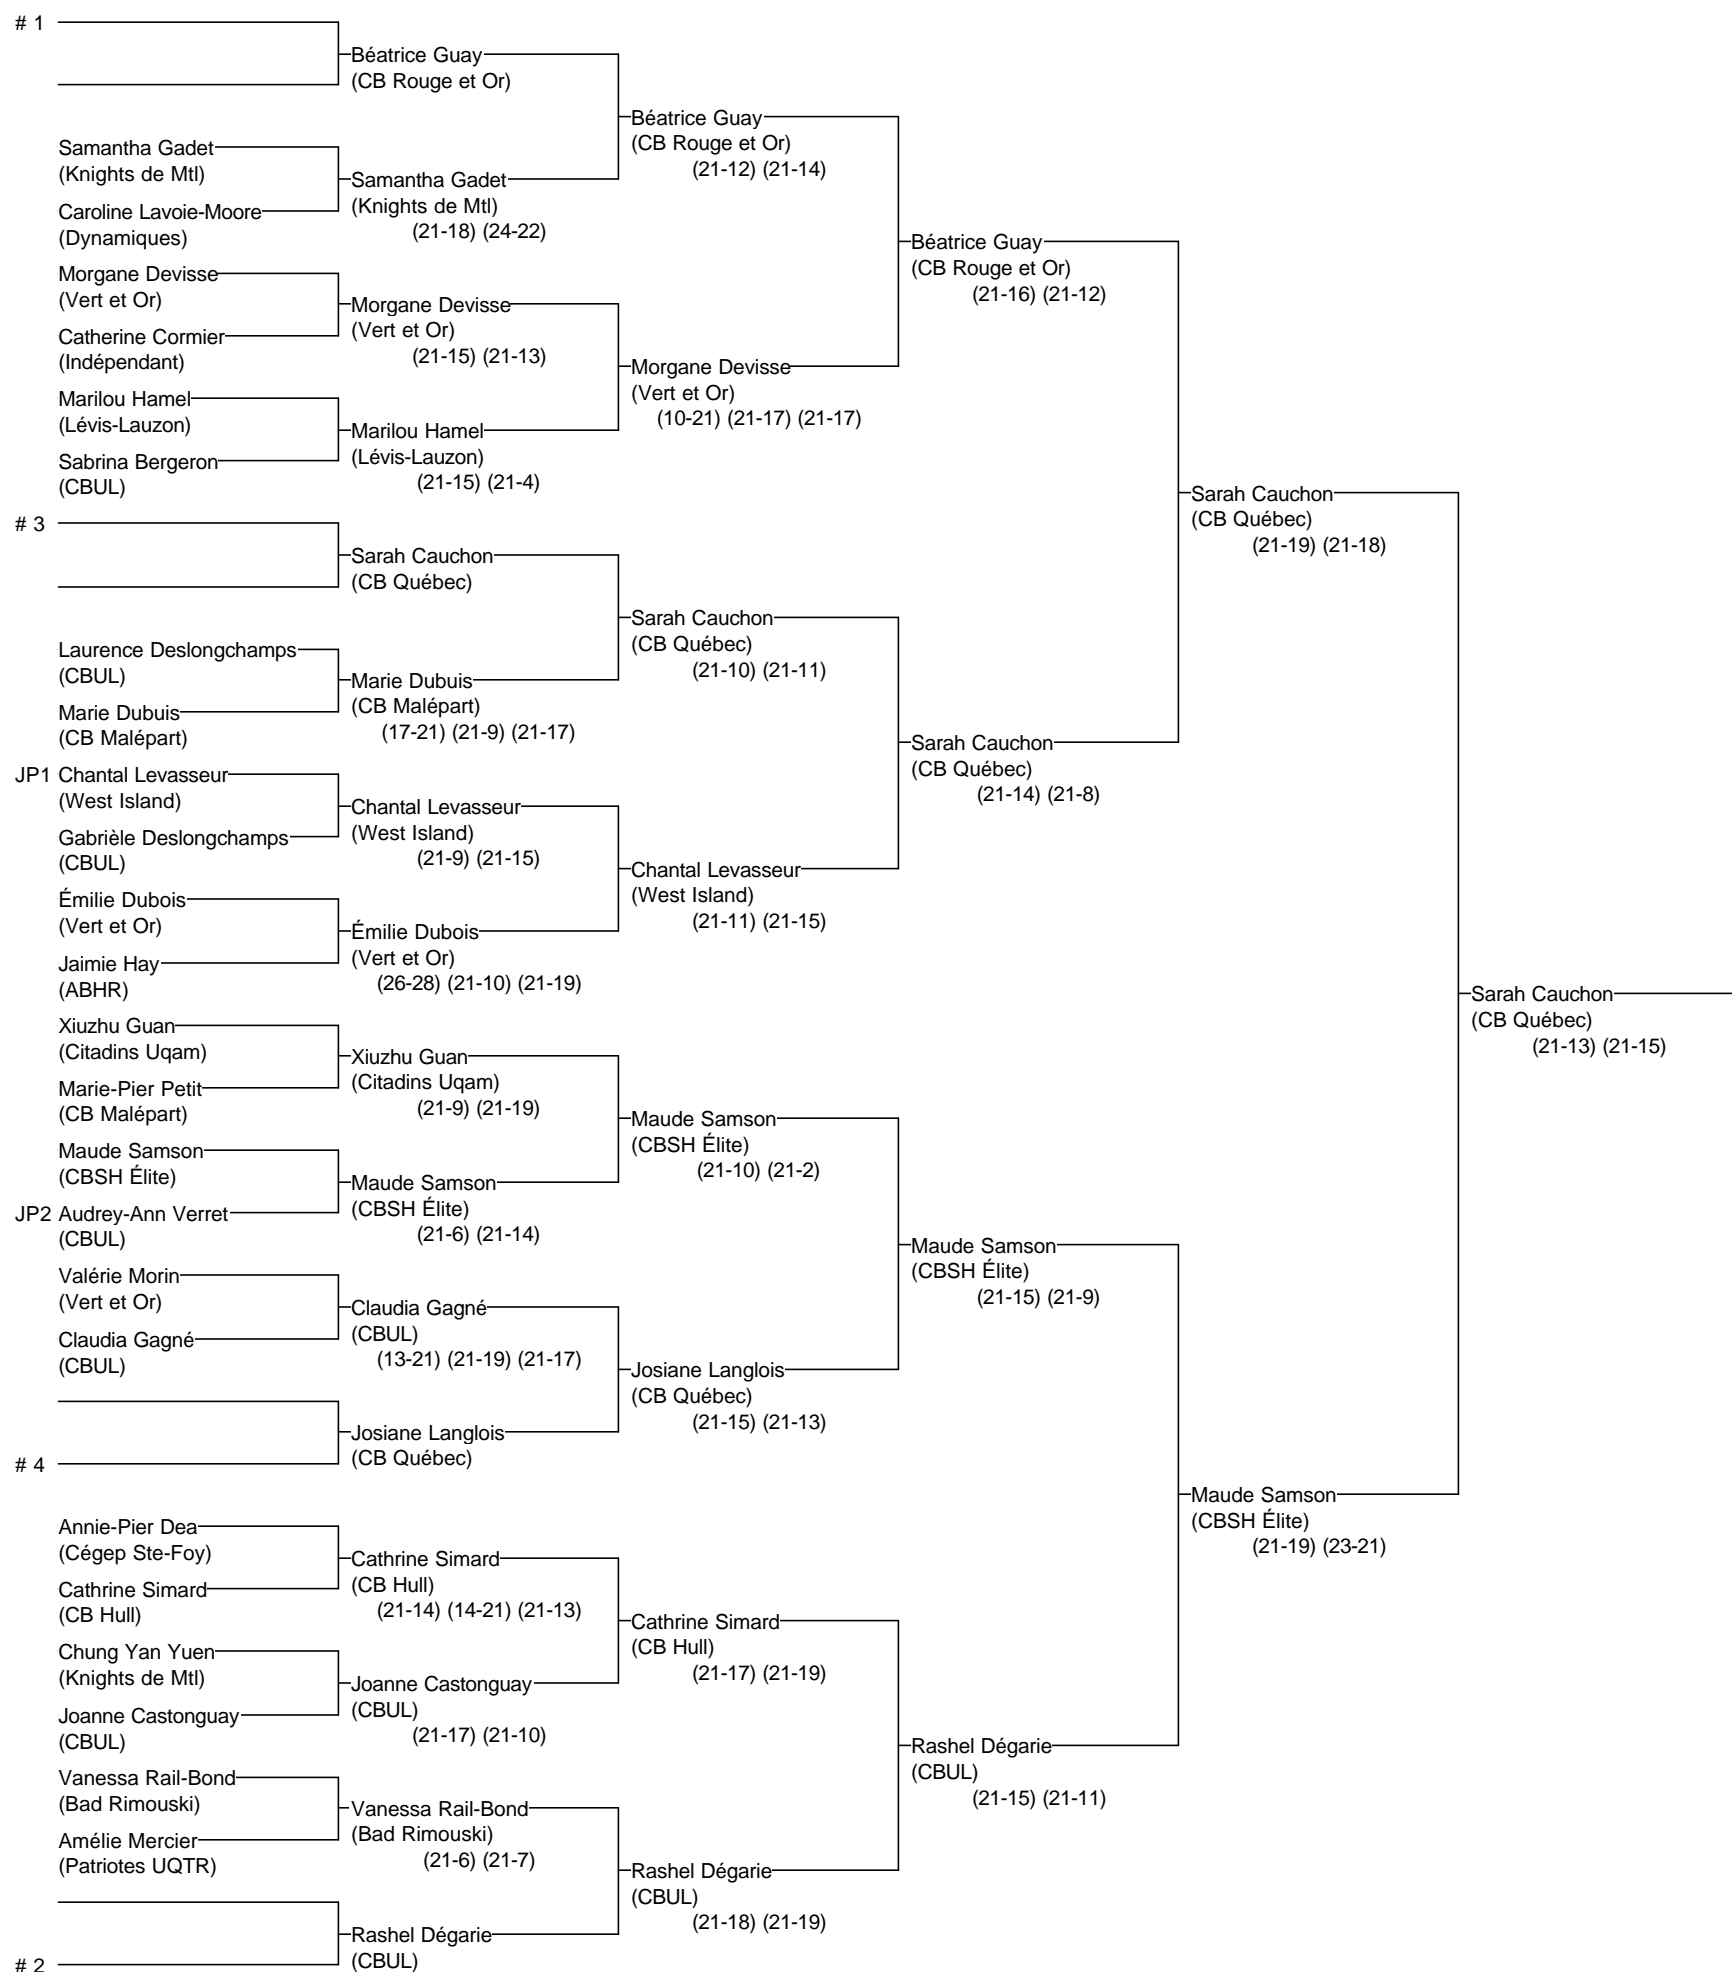 # 1
Béatrice Guay
(CB Rouge et Or)
Béatrice Guay
(CB Rouge et Or)
(21-12) (21-14)
Samantha Gadet
(Knights de Mtl)
Samantha Gadet
(Knights de Mtl)
(21-18) (24-22)
Caroline Lavoie-Moore
(Dynamiques)
Béatrice Guay
(CB Rouge et Or)
(21-16) (21-12)
Morgane Devisse
(Vert et Or)
Morgane Devisse
(Vert et Or)
(21-15) (21-13)
Catherine Cormier
(Indépendant)
Morgane Devisse
(Vert et Or)
(10-21) (21-17) (21-17)
Marilou Hamel
(Lévis-Lauzon)
Marilou Hamel
(Lévis-Lauzon)
(21-15) (21-4)
Sabrina Bergeron
(CBUL)
Sarah Cauchon
(CB Québec)
(21-19) (21-18)
# 3
Sarah Cauchon
(CB Québec)
Sarah Cauchon
(CB Québec)
(21-10) (21-11)
Laurence Deslongchamps
(CBUL)
Marie Dubuis
(CB Malépart)
(17-21) (21-9) (21-17)
Marie Dubuis
(CB Malépart)
Sarah Cauchon
(CB Québec)
(21-14) (21-8)
JP1 Chantal Levasseur
(West Island)
Chantal Levasseur
(West Island)
(21-9) (21-15)
Gabrièle Deslongchamps
(CBUL)
Chantal Levasseur
(West Island)
(21-11) (21-15)
Émilie Dubois
(Vert et Or)
Émilie Dubois
(Vert et Or)
(26-28) (21-10) (21-19)
Jaimie Hay
(ABHR)
Sarah Cauchon
(CB Québec)
(21-13) (21-15)
Xiuzhu Guan
(Citadins Uqam)
Xiuzhu Guan
(Citadins Uqam)
(21-9) (21-19)
Marie-Pier Petit
(CB Malépart)
Maude Samson
(CBSH Élite)
(21-10) (21-2)
Maude Samson
(CBSH Élite)
Maude Samson
(CBSH Élite)
(21-6) (21-14)
JP2 Audrey-Ann Verret
(CBUL)
Maude Samson
(CBSH Élite)
(21-15) (21-9)
Valérie Morin
(Vert et Or)
Claudia Gagné
(CBUL)
(13-21) (21-19) (21-17)
Claudia Gagné
(CBUL)
Josiane Langlois
(CB Québec)
(21-15) (21-13)
Josiane Langlois
(CB Québec)
# 4
Maude Samson
(CBSH Élite)
(21-19) (23-21)
Annie-Pier Dea
(Cégep Ste-Foy)
Cathrine Simard
(CB Hull)
(21-14) (14-21) (21-13)
Cathrine Simard
(CB Hull)
Cathrine Simard
(CB Hull)
(21-17) (21-19)
Chung Yan Yuen
(Knights de Mtl)
Joanne Castonguay
(CBUL)
(21-17) (21-10)
Joanne Castonguay
(CBUL)
Rashel Dégarie
(CBUL)
(21-15) (21-11)
Vanessa Rail-Bond
(Bad Rimouski)
Vanessa Rail-Bond
(Bad Rimouski)
(21-6) (21-7)
Amélie Mercier
(Patriotes UQTR)
Rashel Dégarie
(CBUL)
(21-18) (21-19)
Rashel Dégarie
(CBUL)
# 2